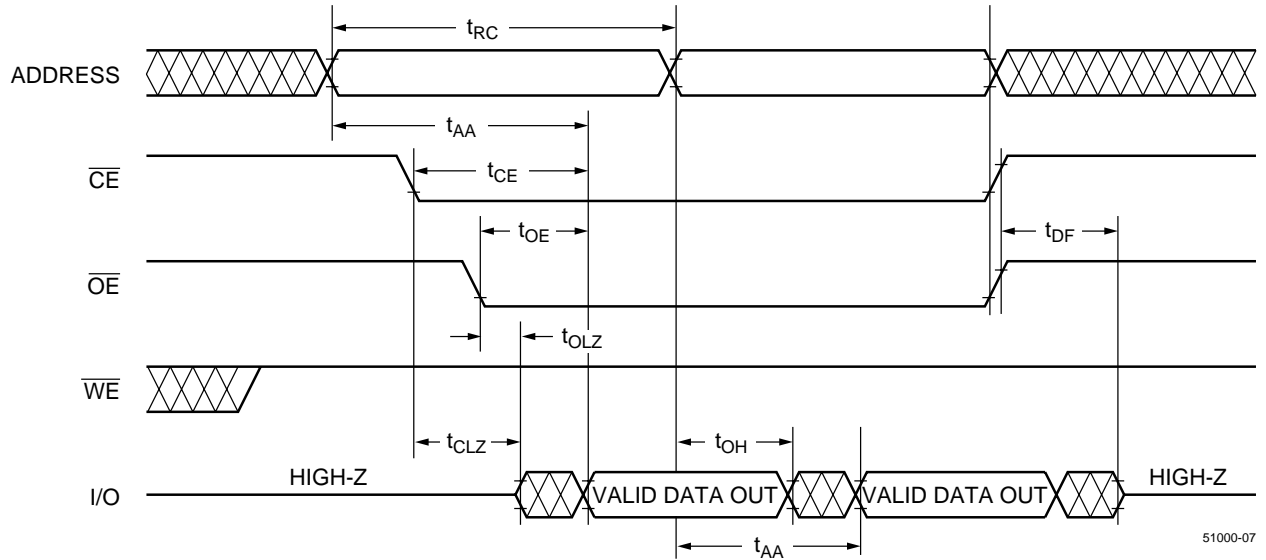 tRC
ADDRESS
tAA
CE
tCE
tOE
tDF
OE
tOLZ
WE
tCLZ
tOH
HIGH-Z
HIGH-Z
I/O
VALID DATA OUT
VALID DATA OUT
tAA
51000-07